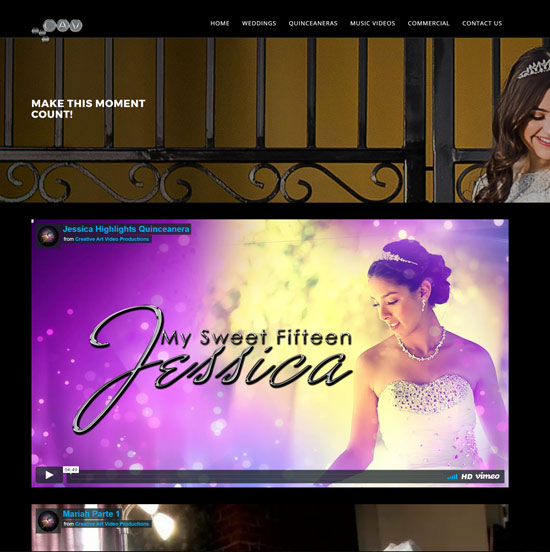 CAV
HOME WEDDINGS QUINCEANERAS MUSIC VIDEOS COMMERCIAL CONTACT US
MAKE THIS MOMENT
COUNT!
Jessica Highlights Quinceanera
from Creative Art Video Productions
My Sweet Fifteen
Jessica
04:40
HD vimeo
Mariah Parte 1
from Creative Art Video Productions